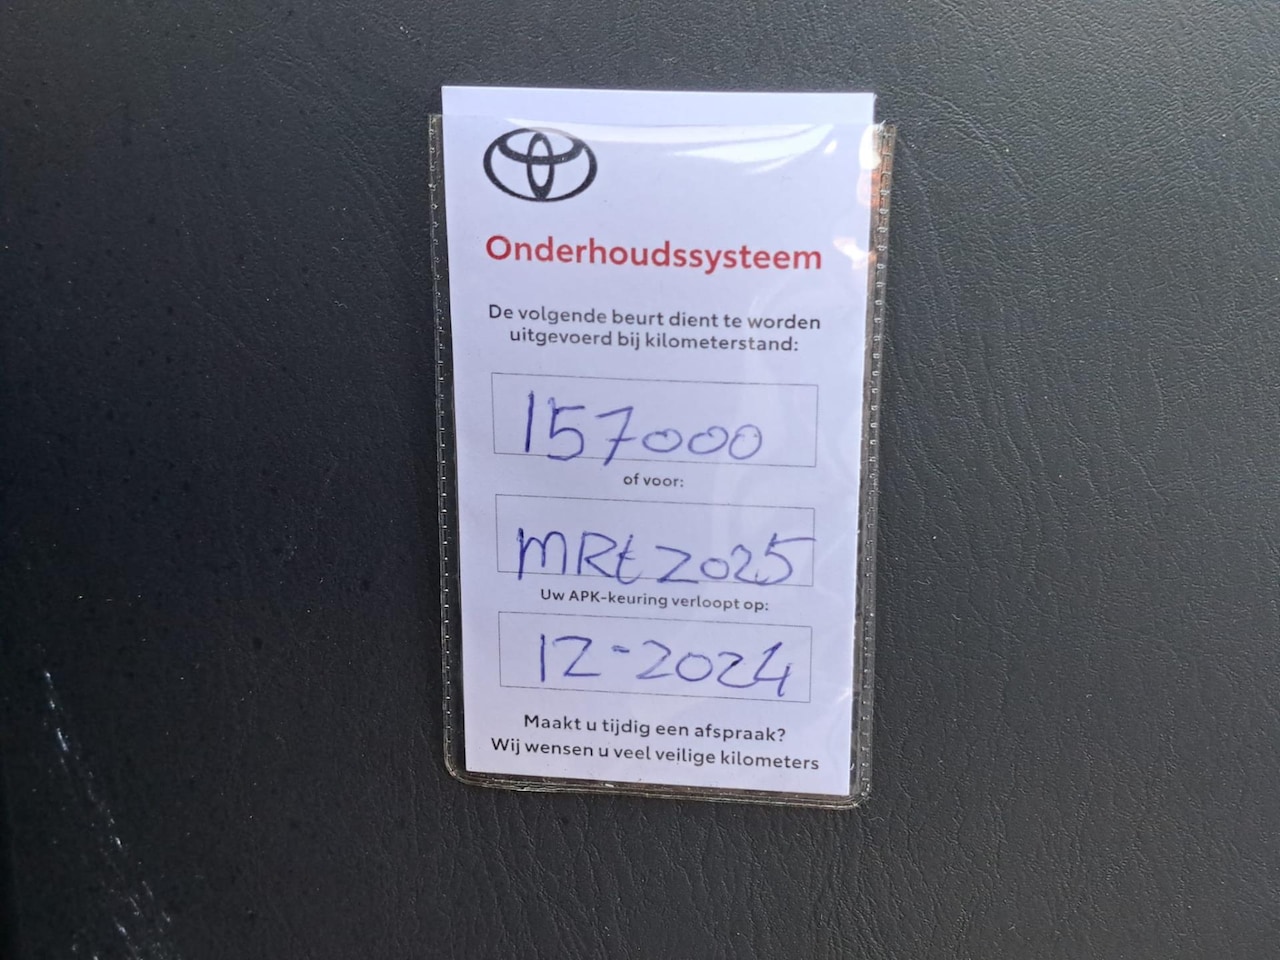 Onderhoudssysteem
De volgende beurt dient te worden
uitgevoerd bij kilometerstand:
157000
of voor:
MRt 2025
Uw APK-keuring verloopt op:
12-2024
Maakt u tijdig een afspraak?
Wij wensen u veel veilige kilometers